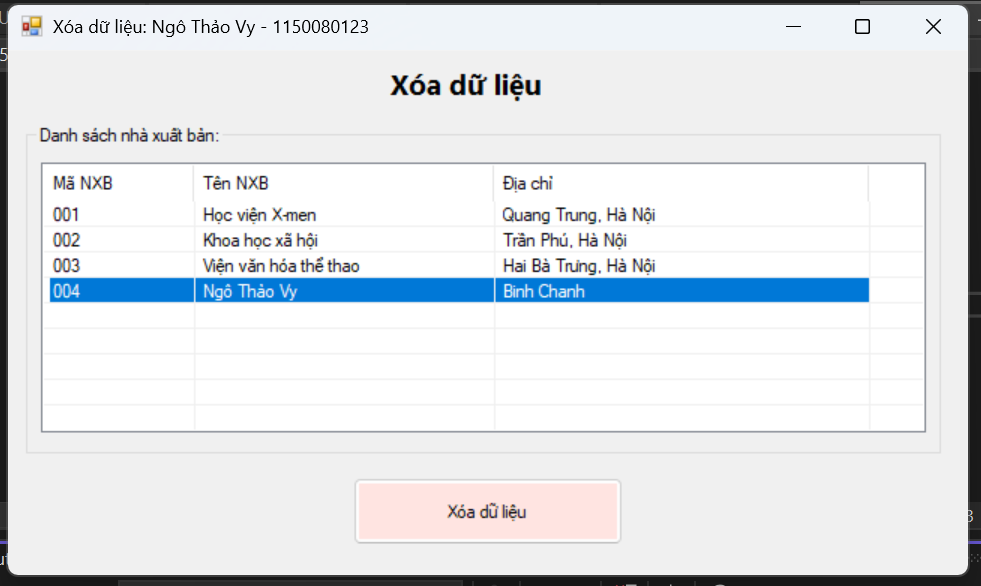 Xóa dữ liệu: Ngô Thảo Vy - 1150080123
Xóa dữ liệu
Danh sách nhà xuất bản:
Mã NXB Tên NXB Địa chỉ
001 Học viện X-men Quang Trung, Hà Nội
002 Khoa học xã hội Trần Phú, Hà Nội
003 Viện văn hóa thể thao Hai Bà Trưng, Hà Nội
004 Ngô Thảo Vy Binh Chanh
Xóa dữ liệu